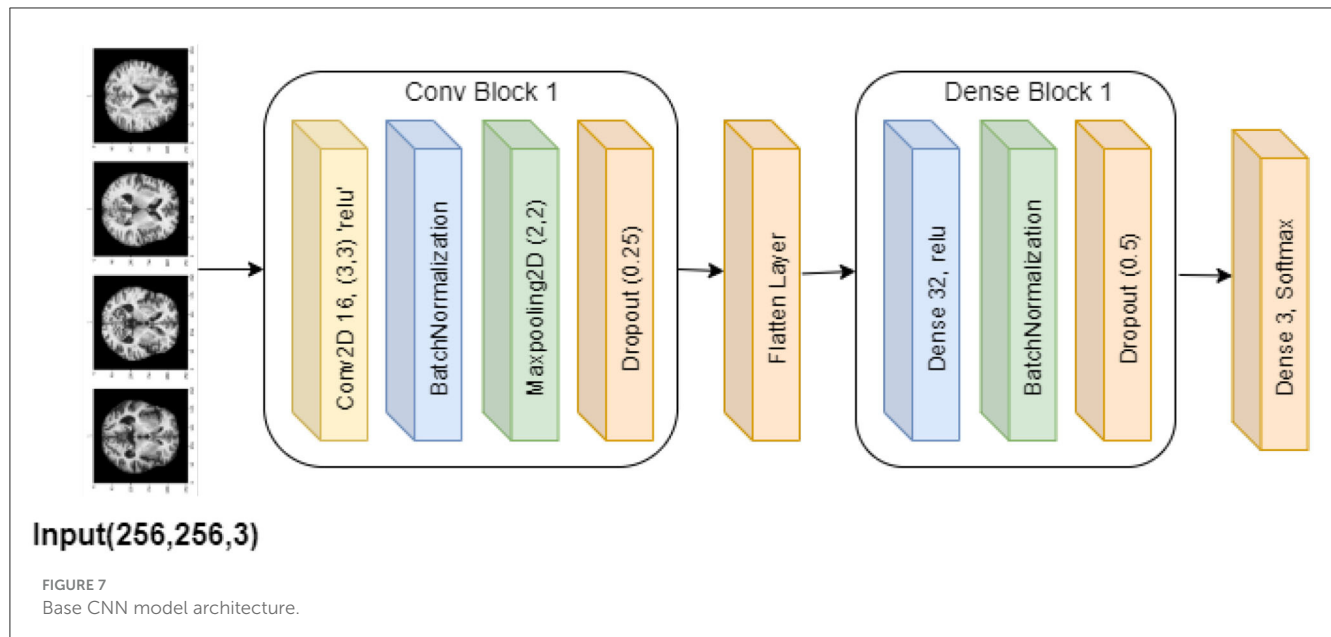 Conv Block 1
Conv2D 16, (3,3) 'relu'
BatchNormalization
Maxpooling2D (2,2)
Dropout (0.25)
Flatten Layer
Dense Block 1
Dense 32, relu
BatchNormalization
Dropout (0.5)
Dense 3, Softmax
Input(256,256,3)
FIGURE 7
Base CNN model architecture.